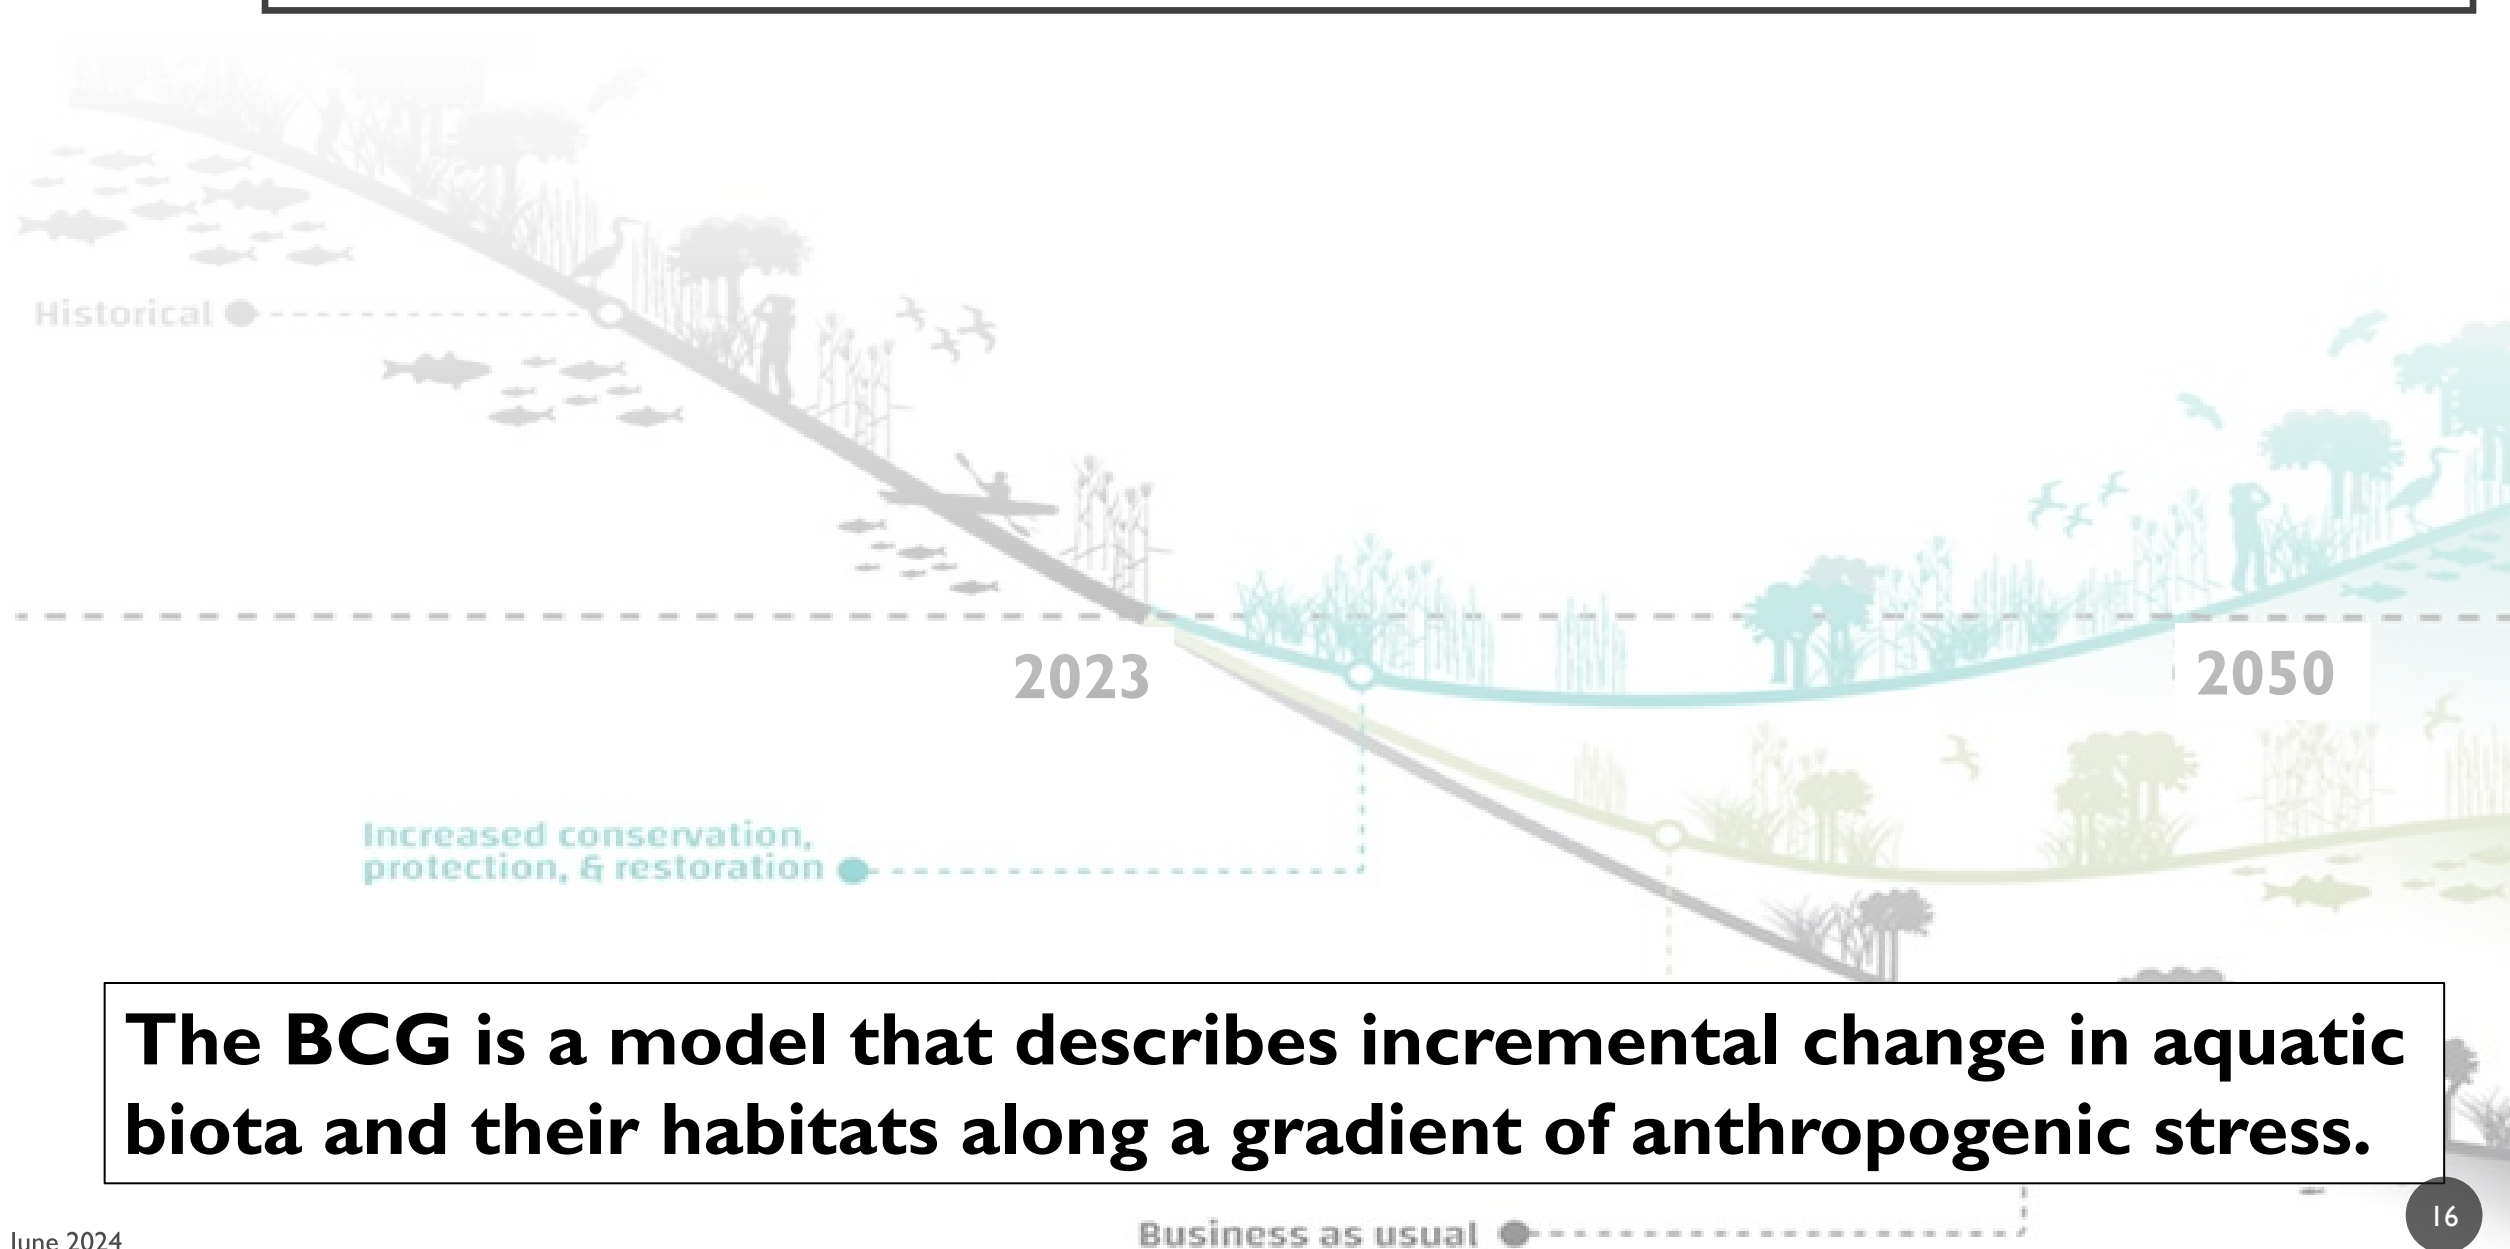 Historical
2023
2050
Increased conservation,
protection, & restoration
The BCG is a model that describes incremental change in aquatic
biota and their habitats along a gradient of anthropogenic stress.
Business as usual
June 2024
16